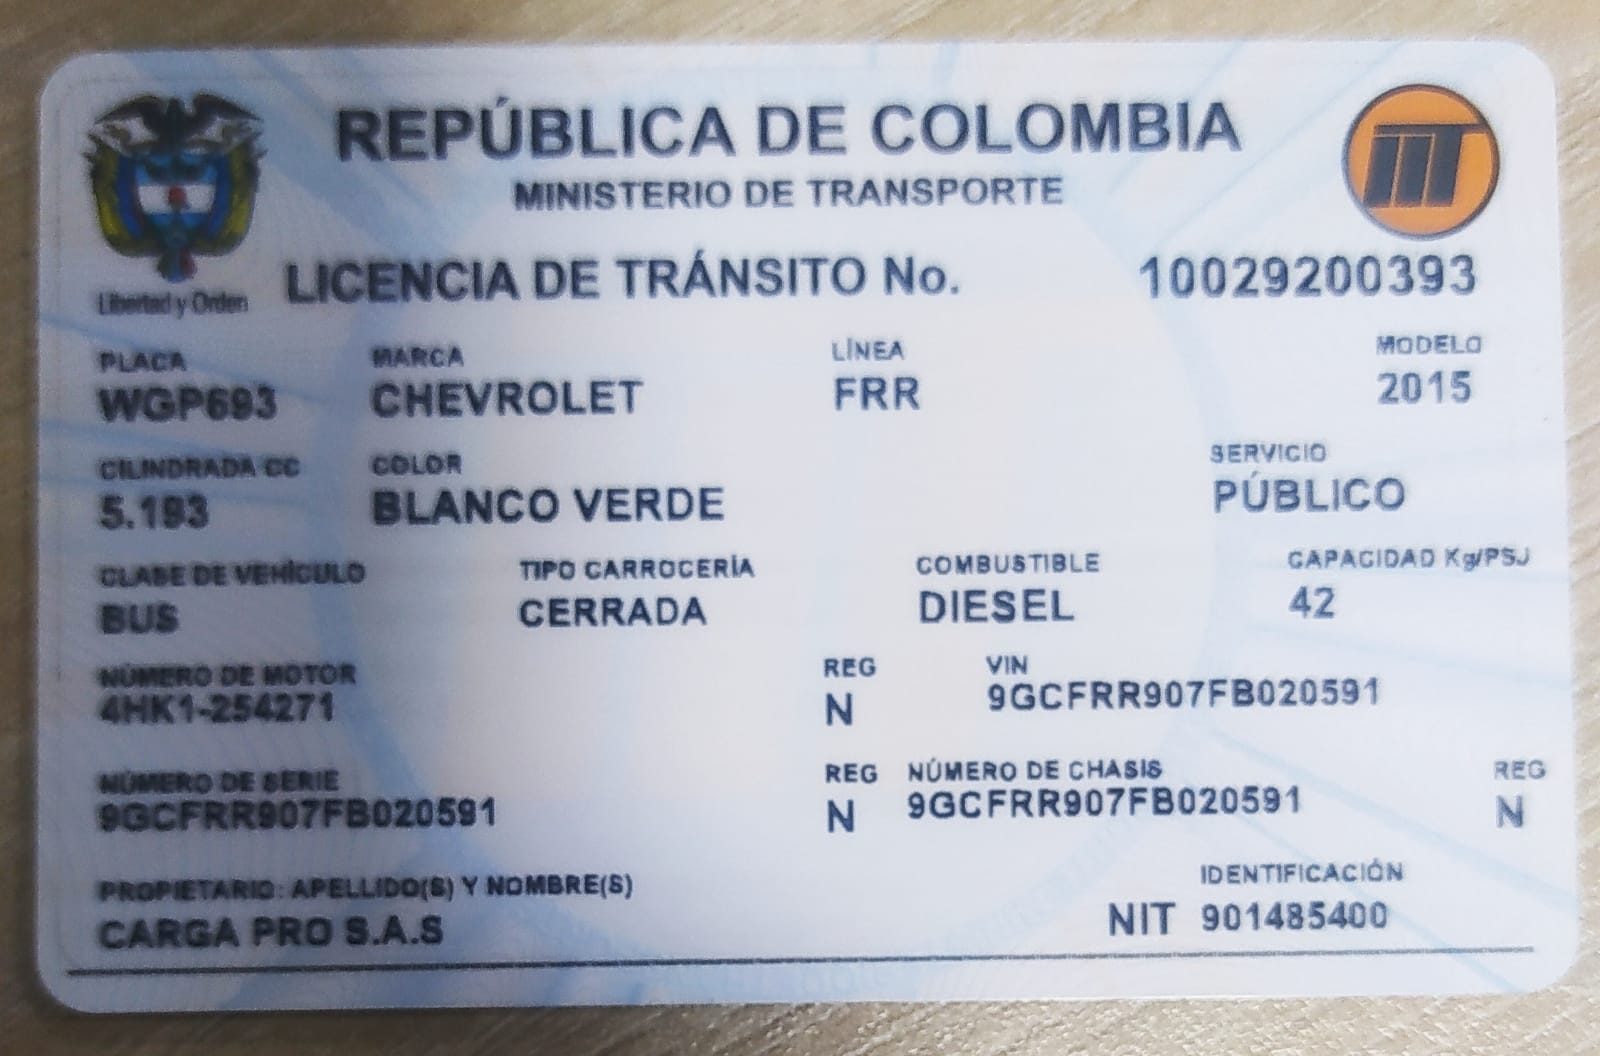 REPÚBLICA DE COLOMBIA
MINISTERIO DE TRANSPORTE
Libertad y Orden
LICENCIA DE TRÁNSITO No. 10029200393
PLACA MARCA LÍNEA MODELO
WGP693 CHEVROLET FRR 2015
CILINDRADA CC COLOR SERVICIO
5.193 BLANCO VERDE PÚBLICO
CLASE DE VEHÍCULO TIPO CARROCERÍA COMBUSTIBLE CAPACIDAD Kg/PSJ
BUS CERRADA DIESEL 42
NÚMERO DE MOTOR REG VIN
4HK1-254271 N 9GCFRR907FB020591
NÚMERO DE SERIE REG NÚMERO DE CHASIS REG
9GCFRR907FB020591 N 9GCFRR907FB020591 N
PROPIETARIO: APELLIDO(S) Y NOMBRE(S) IDENTIFICACIÓN
CARGA PRO S.A.S NIT 901485400